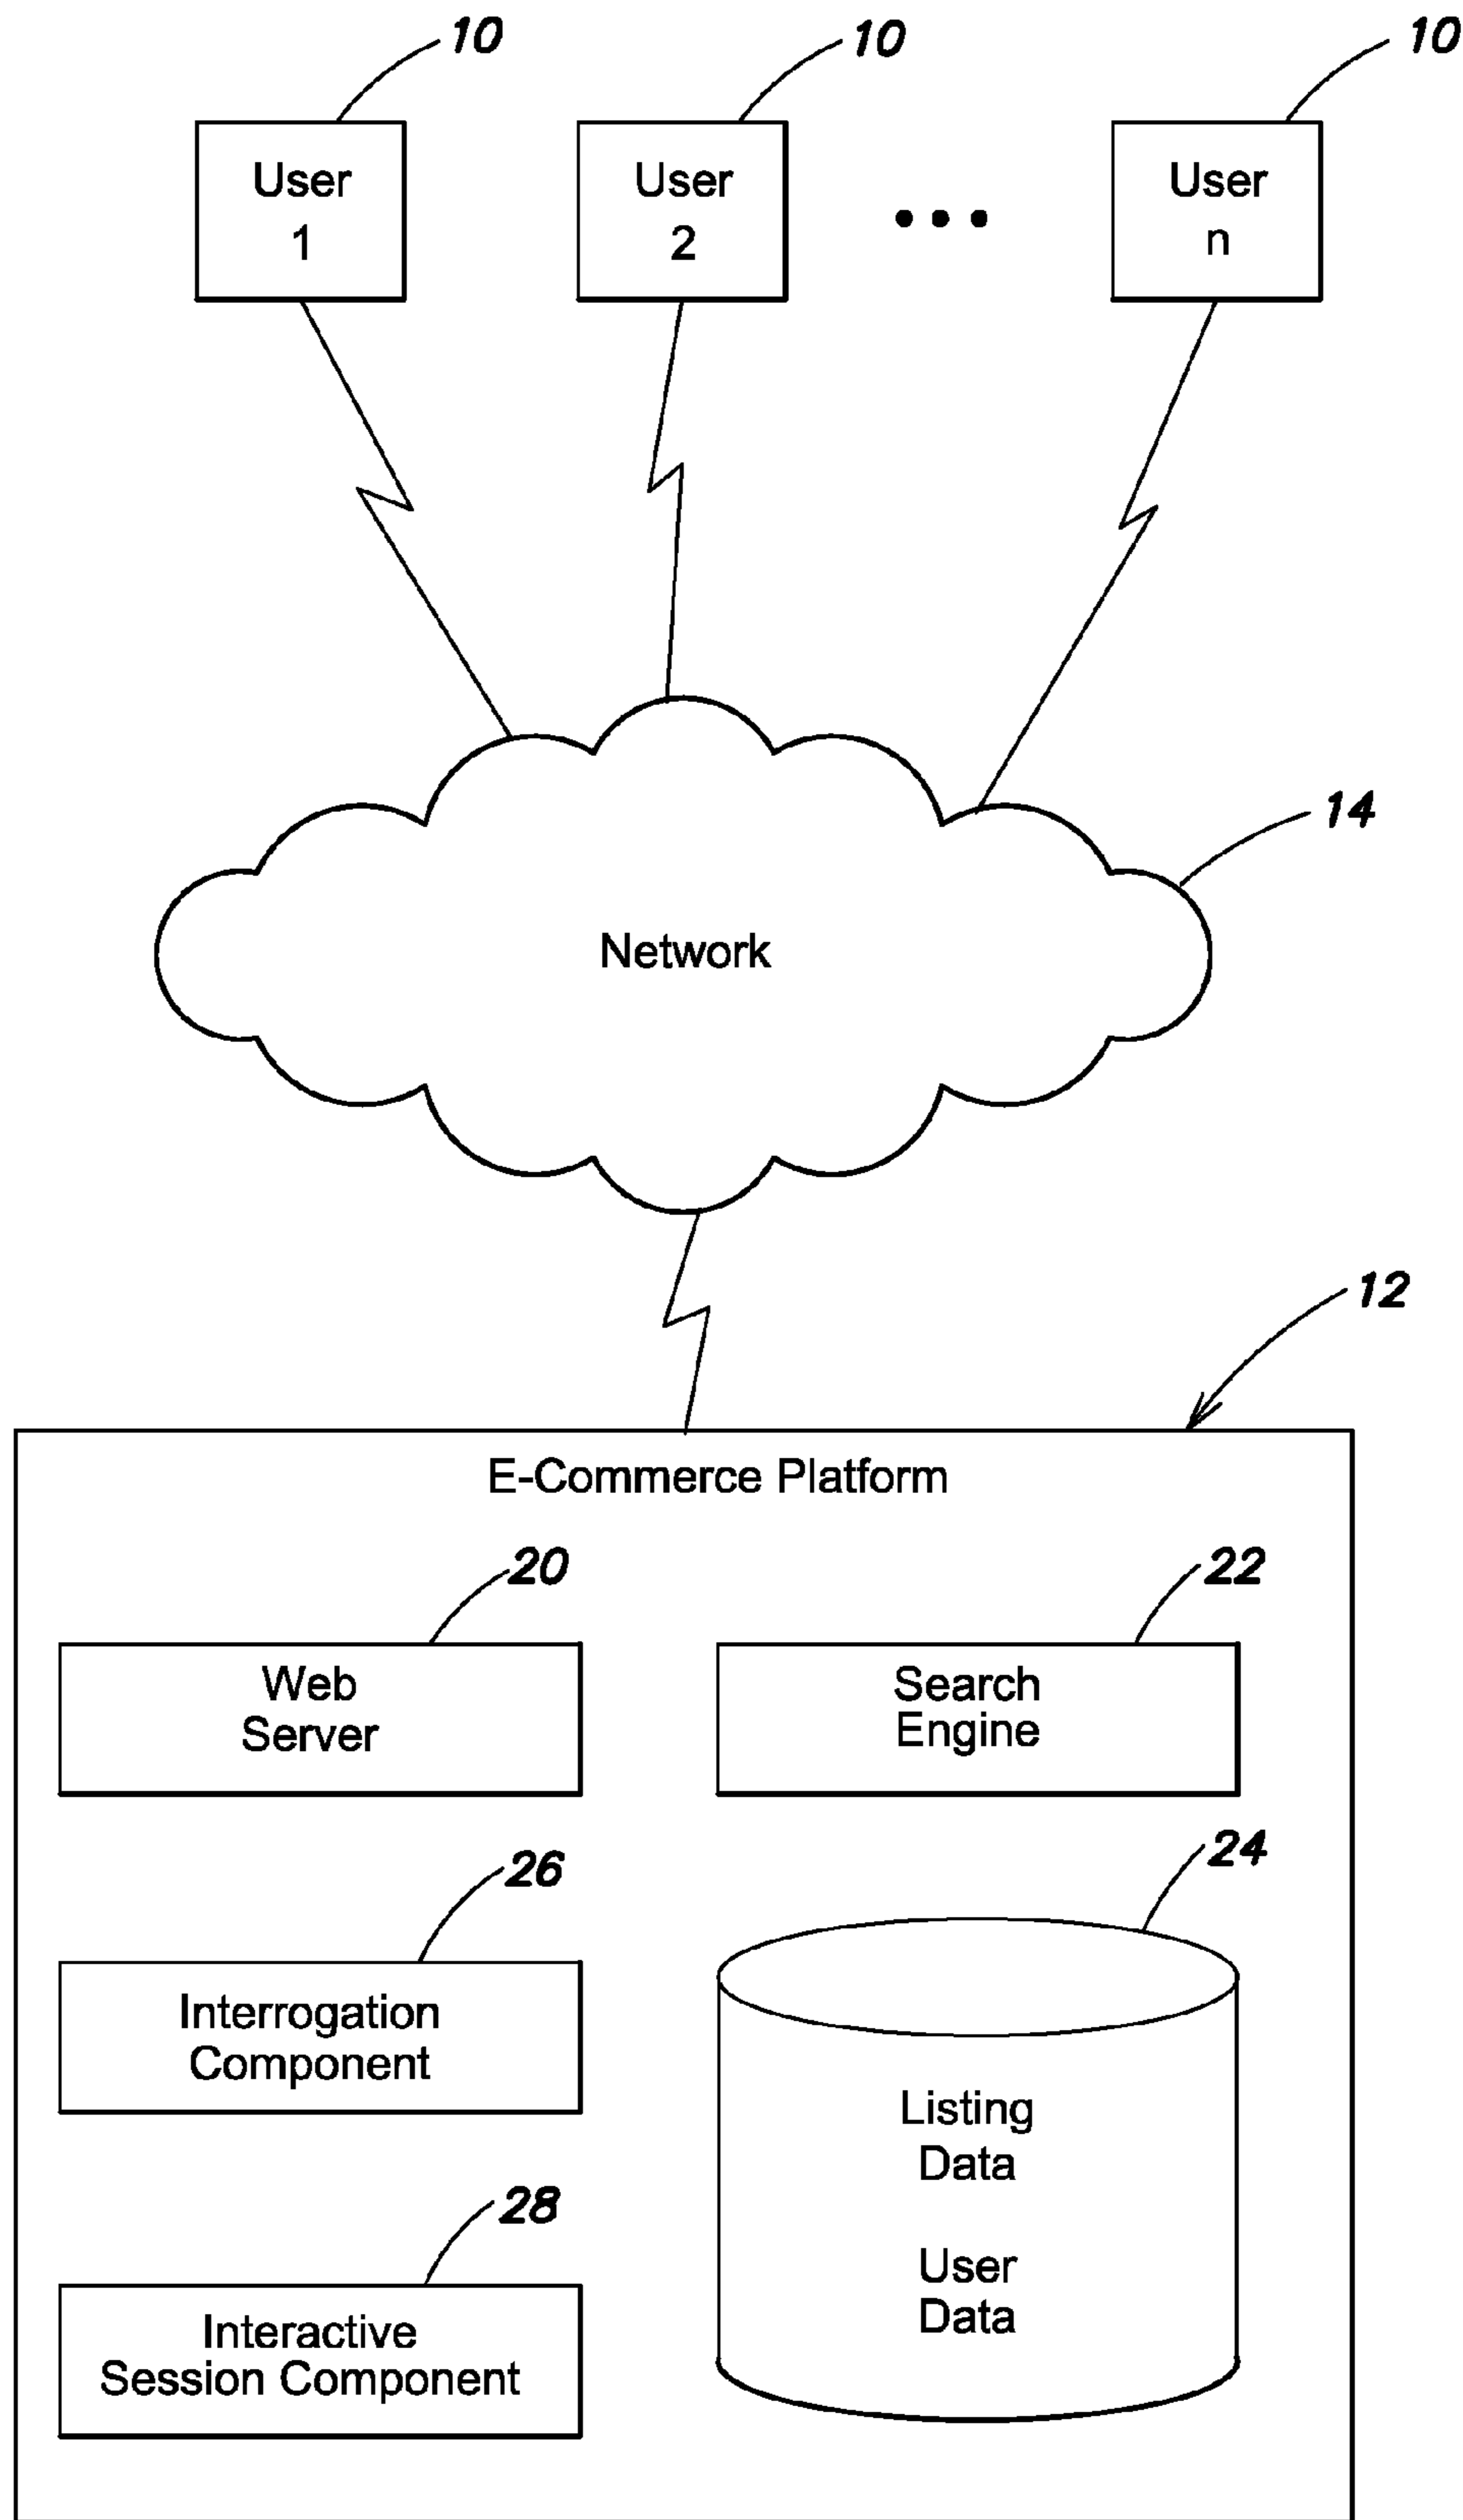 10
10
10
User
1
User
2
User
n
14
Network
12
E-Commerce Platform
20
22
Web
Server
Search
Engine
26
24
Interrogation
Component
Listing
Data
User
Data
28
Interactive
Session Component